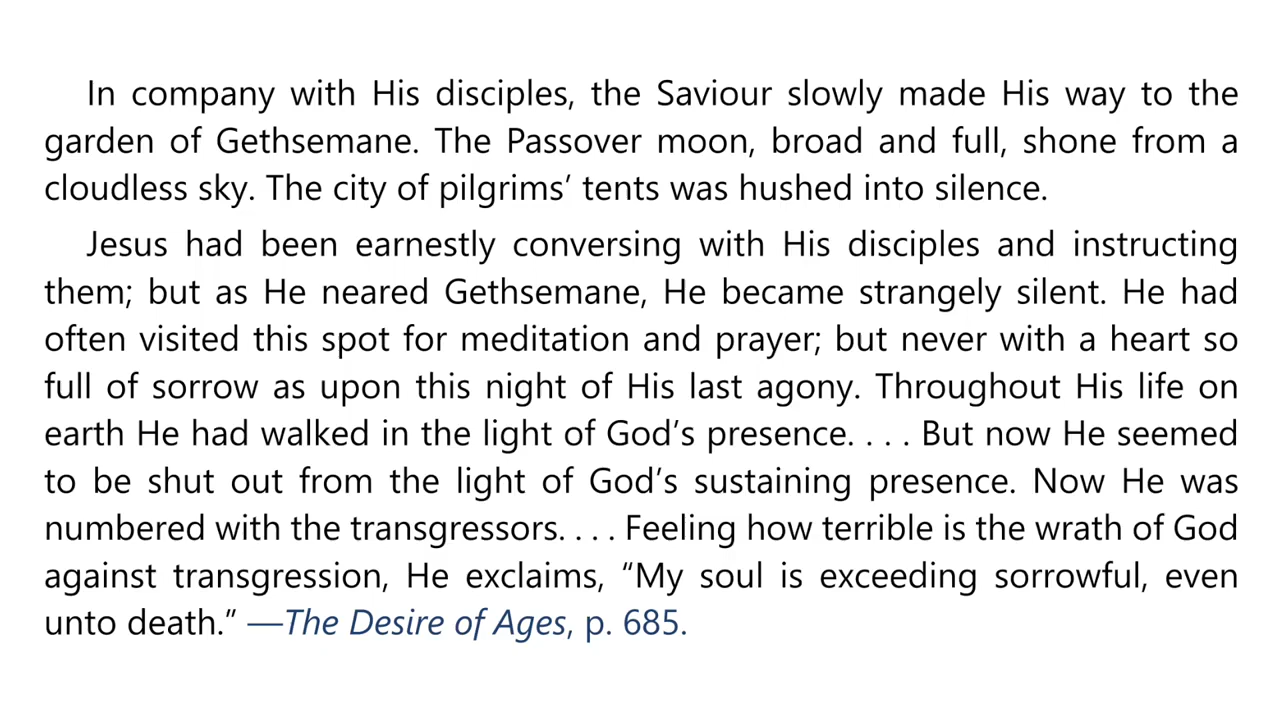 In company with His disciples, the Saviour slowly made His way to the
garden of Gethsemane. The Passover moon, broad and full, shone from a
cloudless sky. The city of pilgrims’ tents was hushed into silence.
Jesus had been earnestly conversing with His disciples and instructing
them; but as He neared Gethsemane, He became strangely silent. He had
often visited this spot for meditation and prayer; but never with a heart so
full of sorrow as upon this night of His last agony. Throughout His life on
earth He had walked in the light of God’s presence. . . . But now He seemed
to be shut out from the light of God’s sustaining presence. Now He was
numbered with the transgressors. . . . Feeling how terrible is the wrath of God
against transgression, He exclaims, “My soul is exceeding sorrowful, even
unto death.” —The Desire of Ages, p. 685.